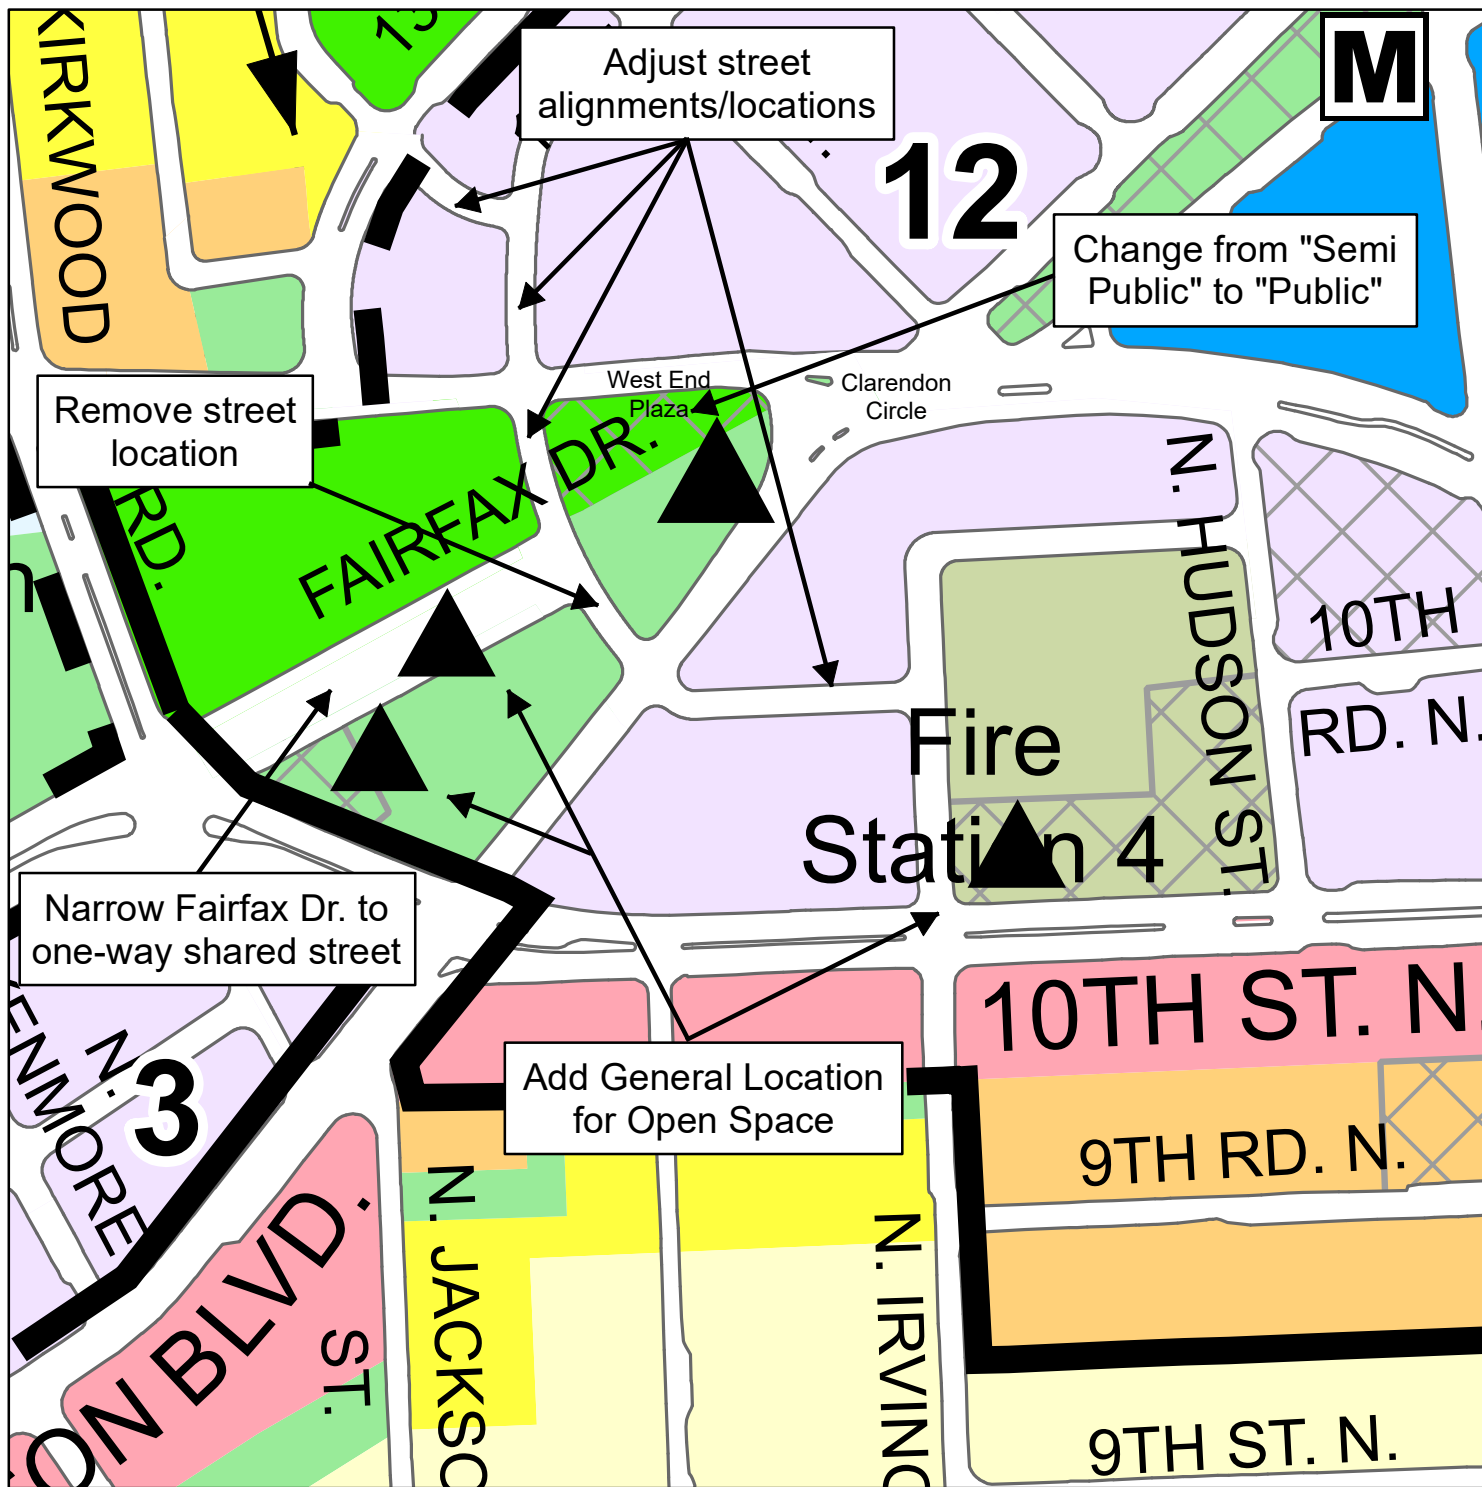 KIRKWOOD
RD.
Adjust street
alignments/locations
M
12
Change from "Semi
Public" to "Public"
West End
Plaza
Clarendon
Circle
Remove street
location
FAIRFAX DR.
N. HUDSON ST.
10TH
RD. N.
Fire
Station 4
Narrow Fairfax Dr. to
one-way shared street
10TH ST. N.
N.
3
Add General Location
for Open Space
9TH RD. N.
BLVD.
ST.
N.
N. IRVING
9TH ST. N.